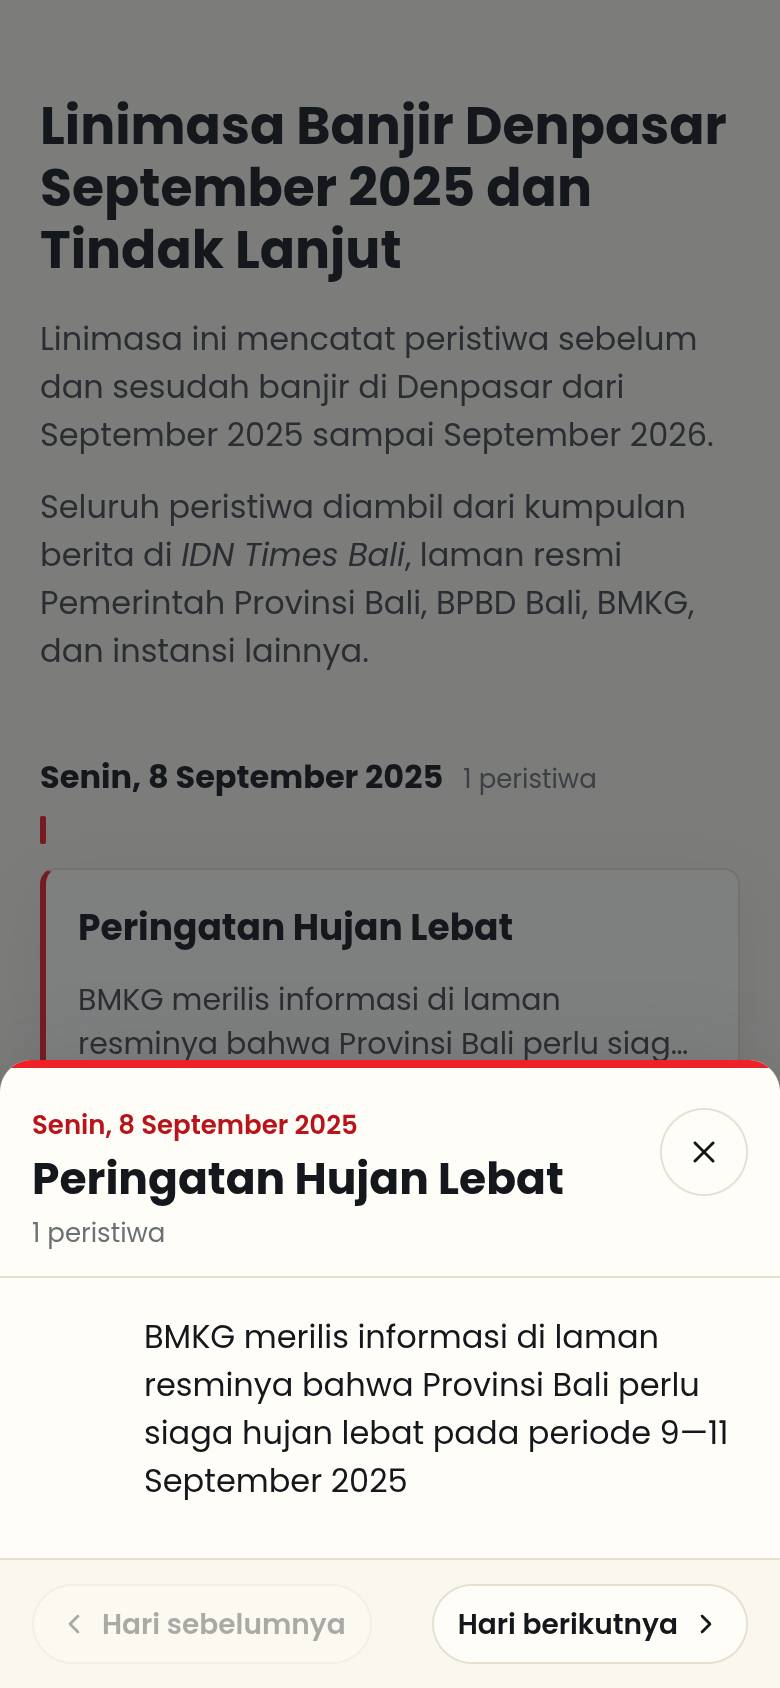 Linimasa Banjir Denpasar
September 2025 dan
Tindak Lanjut
Linimasa ini mencatat peristiwa sebelum
dan sesudah banjir di Denpasar dari
September 2025 sampai September 2026.
Seluruh peristiwa diambil dari kumpulan
berita di IDN Times Bali, laman resmi
Pemerintah Provinsi Bali, BPBD Bali, BMKG,
dan instansi lainnya.
Senin, 8 September 2025 1 peristiwa
Peringatan Hujan Lebat
BMKG merilis informasi di laman
resminya bahwa Provinsi Bali perlu siag...
Senin, 8 September 2025
Peringatan Hujan Lebat
1 peristiwa
BMKG merilis informasi di laman
resminya bahwa Provinsi Bali perlu
siaga hujan lebat pada periode 9—11
September 2025
Hari sebelumnya
Hari berikutnya